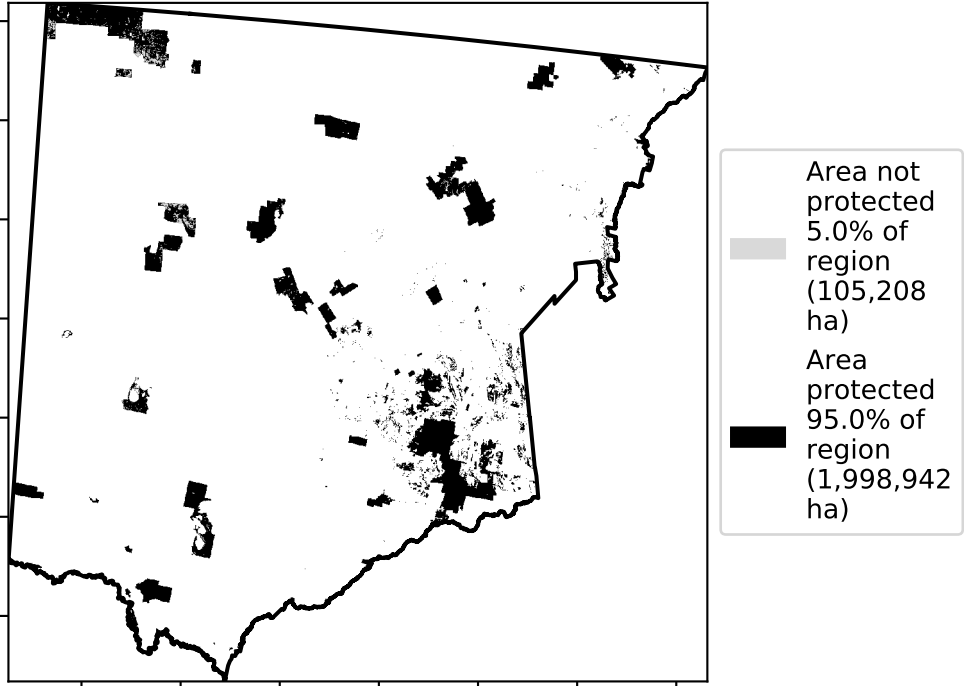 Area not
protected
5.0% of
region
(105,208
ha)
Area
protected
95.0% of
region
(1,998,942
ha)